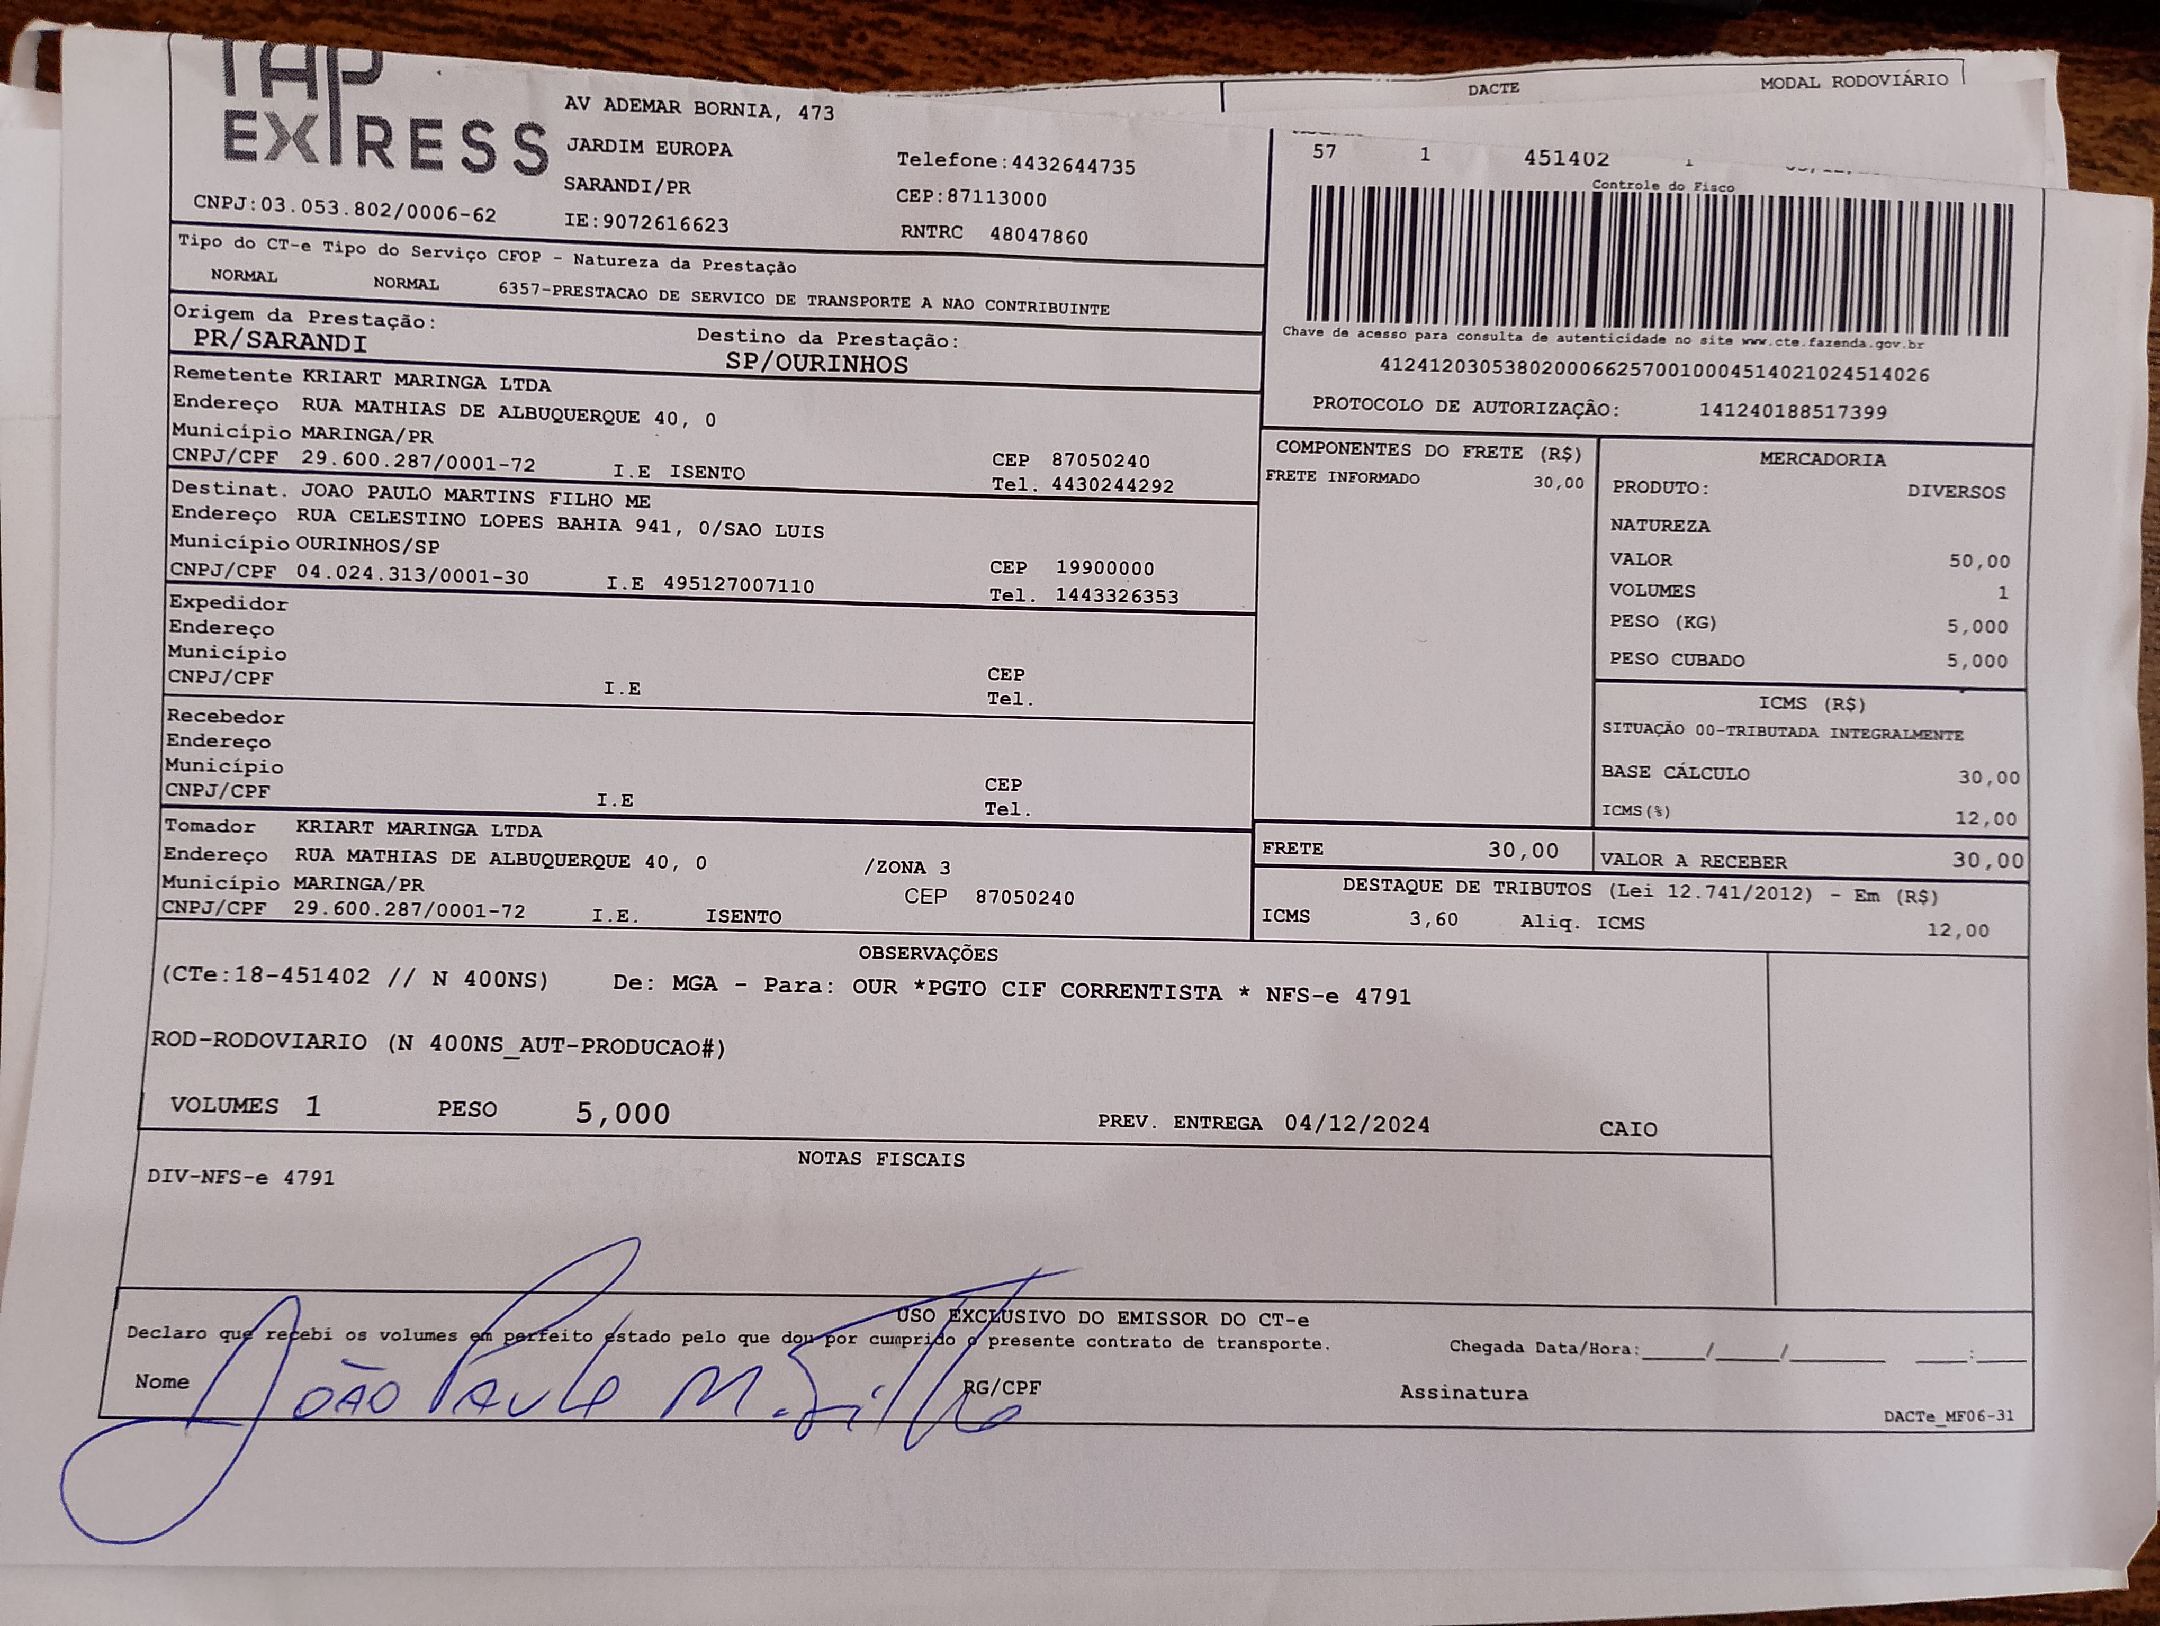 TAP
EXPRESS
CNPJ:03.053.802/0006-62
AV ADEMAR BORNIA, 473
JARDIM EUROPA
SARANDI/PR
IE:9072616623
Telefone:4432644735
CEP:87113000
RNTRC 48047860
DACTE
MODAL RODOVIÁRIO
57 1 451402
Controle do Fisco
Chave de acesso para consulta de autenticidade no site www.cte.fazenda.gov.br
41241203053802000662570010004514021024514026
PROTOCOLO DE AUTORIZAÇÃO: 141240188517399
Tipo do CT-e Tipo do Serviço CFOP - Natureza da Prestação
NORMAL NORMAL 6357-PRESTACAO DE SERVICO DE TRANSPORTE A NAO CONTRIBUINTE
Origem da Prestação: Destino da Prestação:
PR/SARANDI SP/OURINHOS
Remetente KRIART MARINGA LTDA
Endereço RUA MATHIAS DE ALBUQUERQUE 40, 0
Município MARINGA/PR CEP 87050240
CNPJ/CPF 29.600.287/0001-72 I.E ISENTO Tel. 4430244292
Destinat. JOAO PAULO MARTINS FILHO ME
Endereço RUA CELESTINO LOPES BAHIA 941, 0/SAO LUIS
Município OURINHOS/SP CEP 19900000
CNPJ/CPF 04.024.313/0001-30 I.E 495127007110 Tel. 1443326353
Expedidor
Endereço
Município CEP
CNPJ/CPF I.E Tel.
Recebedor
Endereço
Município CEP
CNPJ/CPF I.E Tel.
Tomador KRIART MARINGA LTDA
Endereço RUA MATHIAS DE ALBUQUERQUE 40, 0 /ZONA 3
Município MARINGA/PR CEP 87050240
CNPJ/CPF 29.600.287/0001-72 I.E. ISENTO
COMPONENTES DO FRETE (R$)
FRETE INFORMADO 30,00
MERCADORIA
PRODUTO: DIVERSOS
NATUREZA
VALOR 50,00
VOLUMES 1
PESO (KG) 5,000
PESO CUBADO 5,000
ICMS (R$)
SITUAÇÃO 00-TRIBUTADA INTEGRALMENTE
BASE CÁLCULO 30,00
ICMS(%) 12,00
FRETE 30,00 VALOR A RECEBER 30,00
DESTAQUE DE TRIBUTOS (Lei 12.741/2012) - Em (R$)
ICMS 3,60 Aliq. ICMS 12,00
OBSERVAÇÕES
(CTe:18-451402 // N 400NS) De: MGA - Para: OUR *PGTO CIF CORRENTISTA * NFS-e 4791
ROD-RODOVIARIO (N 400NS_AUT-PRODUCAO#)
VOLUMES 1 PESO 5,000 PREV. ENTREGA 04/12/2024 CAIO
NOTAS FISCAIS
DIV-NFS-e 4791
USO EXCLUSIVO DO EMISSOR DO CT-e
Declaro que recebi os volumes em perfeito estado pelo que dou por cumprido o presente contrato de transporte. Chegada Data/Hora:_____/_____/________ ____:____
Nome JOÃO PAULO M. Filho RG/CPF Assinatura
DACTe_MF06-31